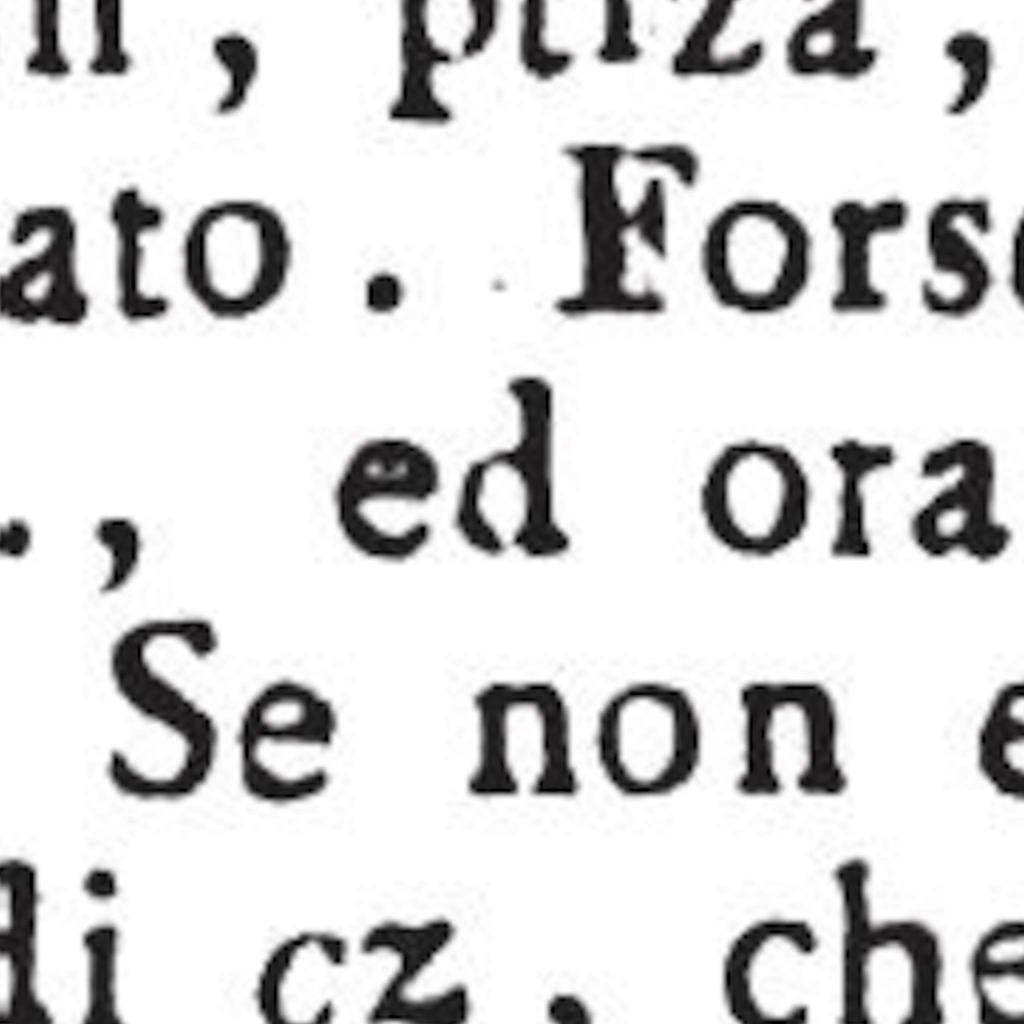 , ptiza,
ato. Forse
., ed ora
Se non e
di cz, che